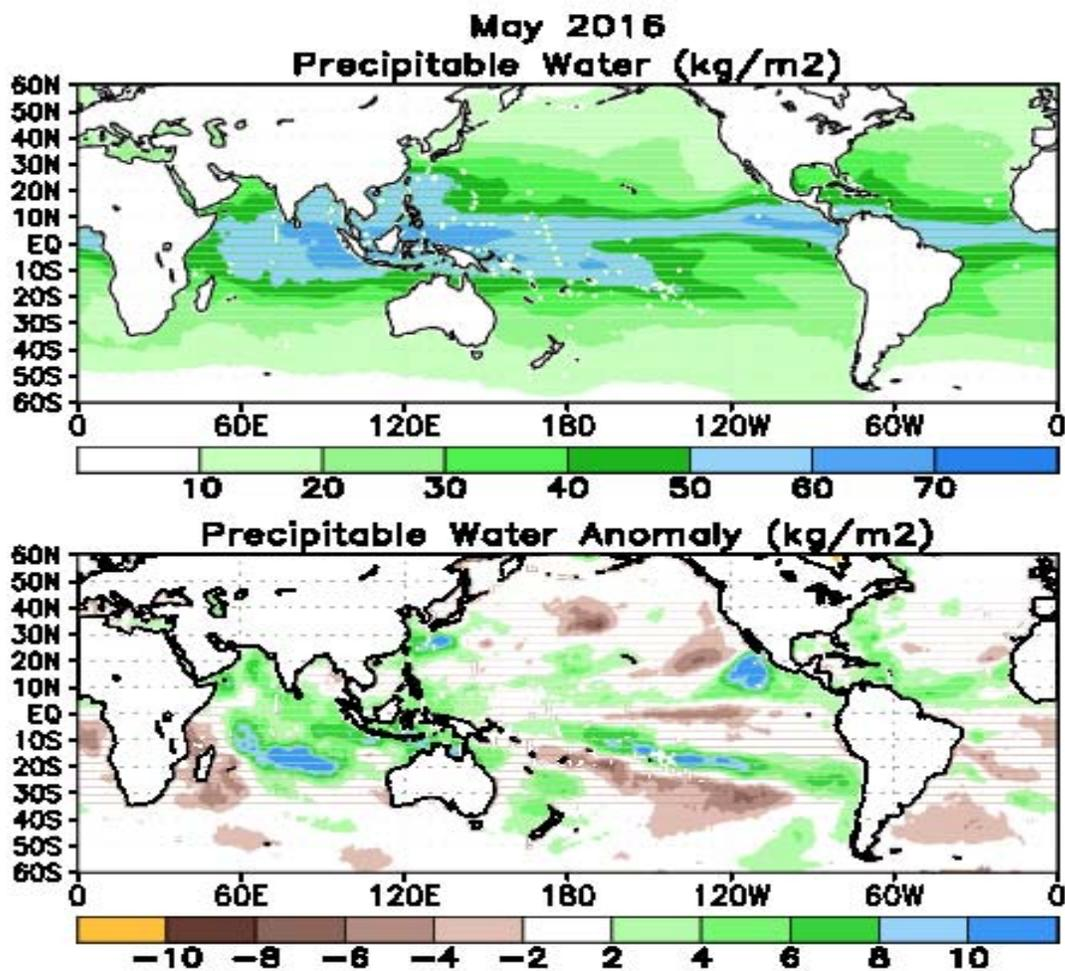 May 2016
Precipitable Water (kg/m2)
60N
50N
40N
30N
20N
10N
EQ
10S
20S
30S
40S
50S
60S
0 60E 120E 180 120W 60W 0
10 20 30 40 50 60 70
Precipitable Water Anomaly (kg/m2)
60N
50N
40N
30N
20N
10N
EQ
10S
20S
30S
40S
50S
60S
0 60E 120E 180 120W 60W 0
-10 -8 -6 -4 -2 2 4 6 8 10